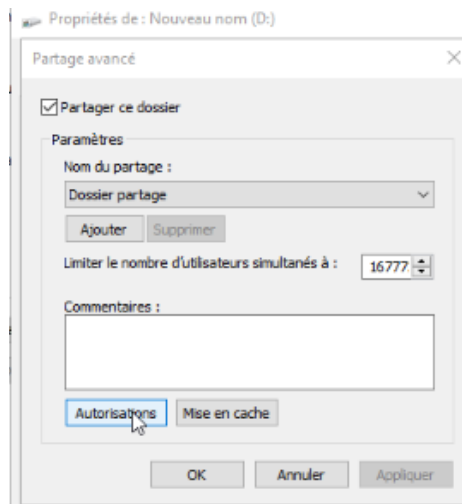 Propriétés de : Nouveau nom (D:)
Partage avancé
Partager ce dossier
Paramètres
Nom du partage :
Dossier partage
Ajouter Supprimer
Limiter le nombre d'utilisateurs simultanés à : 16777
Commentaires :
Autorisations Mise en cache
OK Annuler Appliquer